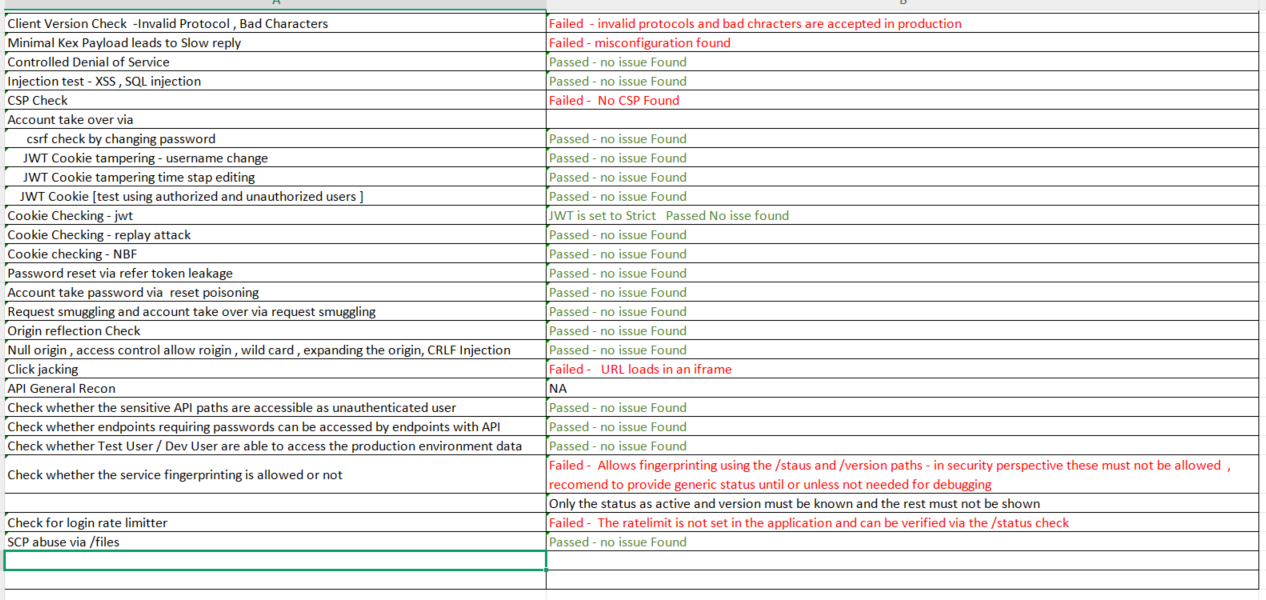 A B
Client Version Check -Invalid Protocol , Bad Characters Failed - invalid protocols and bad chracters are accepted in production
Minimal Kex Payload leads to Slow reply Failed - misconfiguration found
Controlled Denial of Service Passed - no issue Found
Injection test - XSS , SQL injection Passed - no issue Found
CSP Check Failed - No CSP Found
Account take over via
csrf check by changing password Passed - no issue Found
JWT Cookie tampering - username change Passed - no issue Found
JWT Cookie tampering time stap editing Passed - no issue Found
JWT Cookie [test using authorized and unauthorized users ] Passed - no issue Found
Cookie Checking - jwt JWT is set to Strict Passed No isse found
Cookie Checking - replay attack Passed - no issue Found
Cookie checking - NBF Passed - no issue Found
Password reset via refer token leakage Passed - no issue Found
Account take password via reset poisoning Passed - no issue Found
Request smuggling and account take over via request smuggling Passed - no issue Found
Origin reflection Check Passed - no issue Found
Null origin , access control allow roigin , wild card , expanding the origin, CRLF Injection Passed - no issue Found
Click jacking Failed - URL loads in an iframe
API General Recon NA
Check whether the sensitive API paths are accessible as unauthenticated user Passed - no issue Found
Check whether endpoints requiring passwords can be accessed by endpoints with API Passed - no issue Found
Check whether Test User / Dev User are able to access the production environment data Passed - no issue Found
Check whether the service fingerprinting is allowed or not Failed - Allows fingerprinting using the /staus and /version paths - in security perspective these must not be allowed ,
recomend to provide generic status until or unless not needed for debugging
Only the status as active and version must be known and the rest must not be shown
Check for login rate limitter Failed - The ratelimit is not set in the application and can be verified via the /status check
SCP abuse via /files Passed - no issue Found